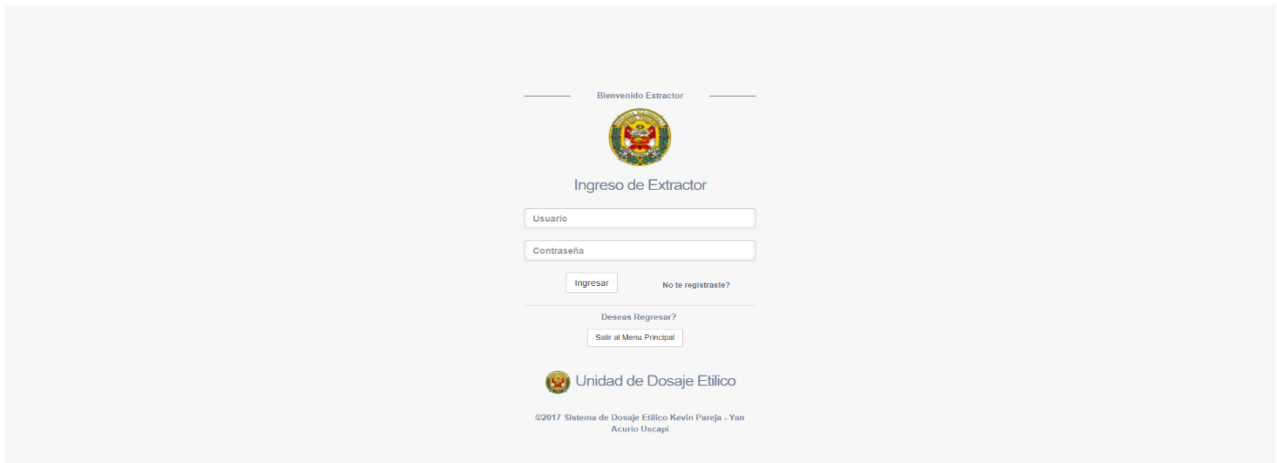 Bienvenido Extractor
Ingreso de Extractor
Usuario
Contraseña
Ingresar No te registraste?
Deseas Regresar?
Salir al Menu Principal
Unidad de Dosaje Etilico
©2017 Sistema de Dosaje Etilico Kevin Pareja - Yan
Acurio Uscapi